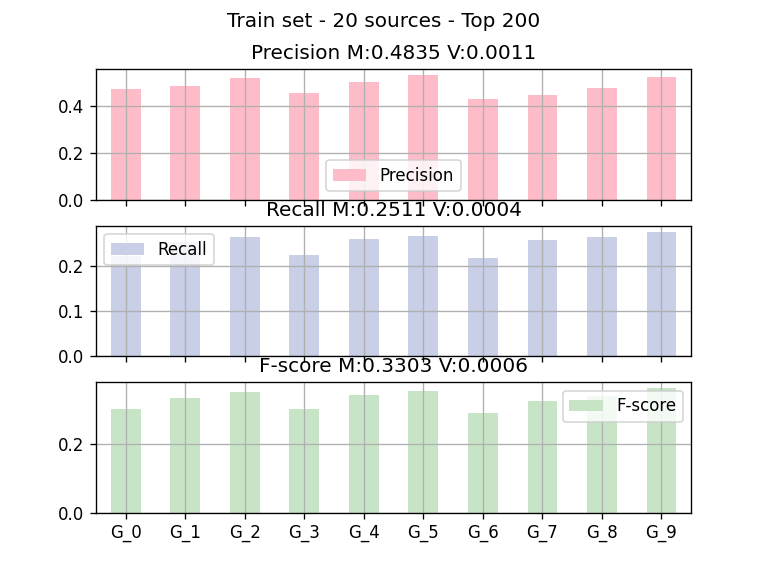 Train set - 20 sources - Top 200
Precision M:0.4835 V:0.0011
0.4
0.2
0.0
Precision
Recall M:0.2511 V:0.0004
0.2
0.1
0.0
Recall
F-score M:0.3303 V:0.0006
0.2
0.0
F-score
G_0 G_1 G_2 G_3 G_4 G_5 G_6 G_7 G_8 G_9